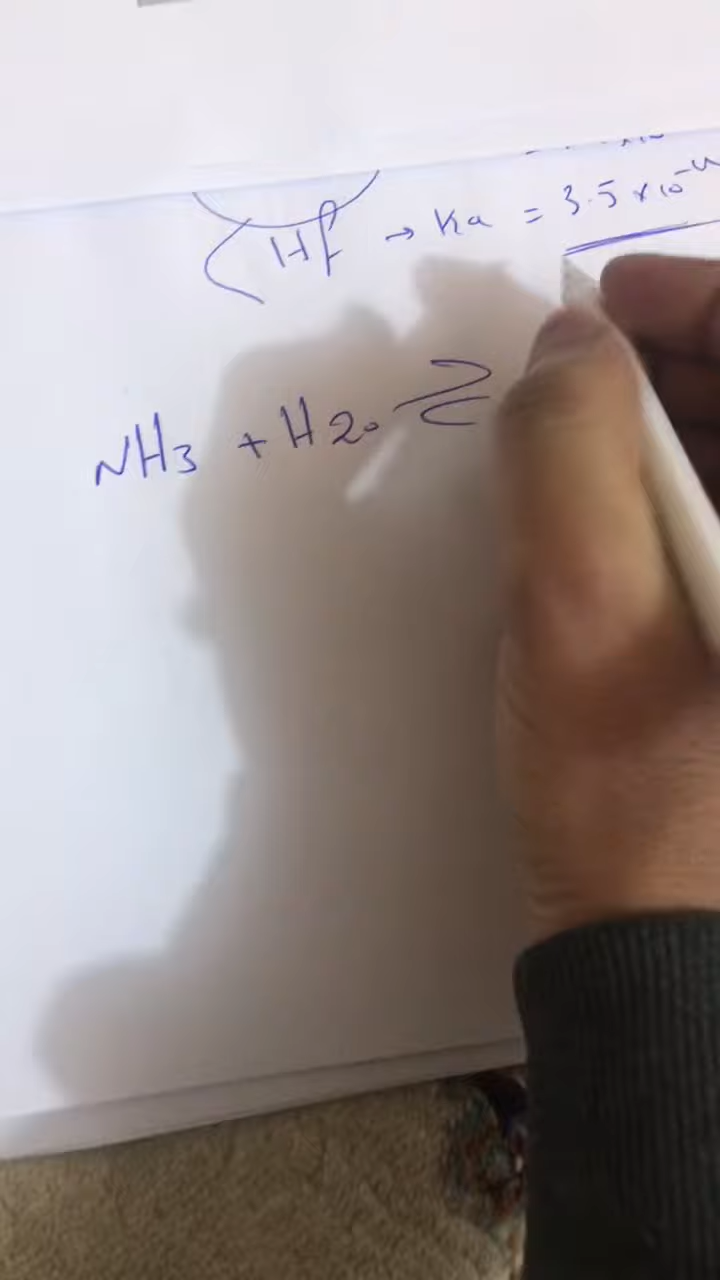 Hf → Ka = 3.5 × 10⁻⁴
NH3 + H2O ⇌